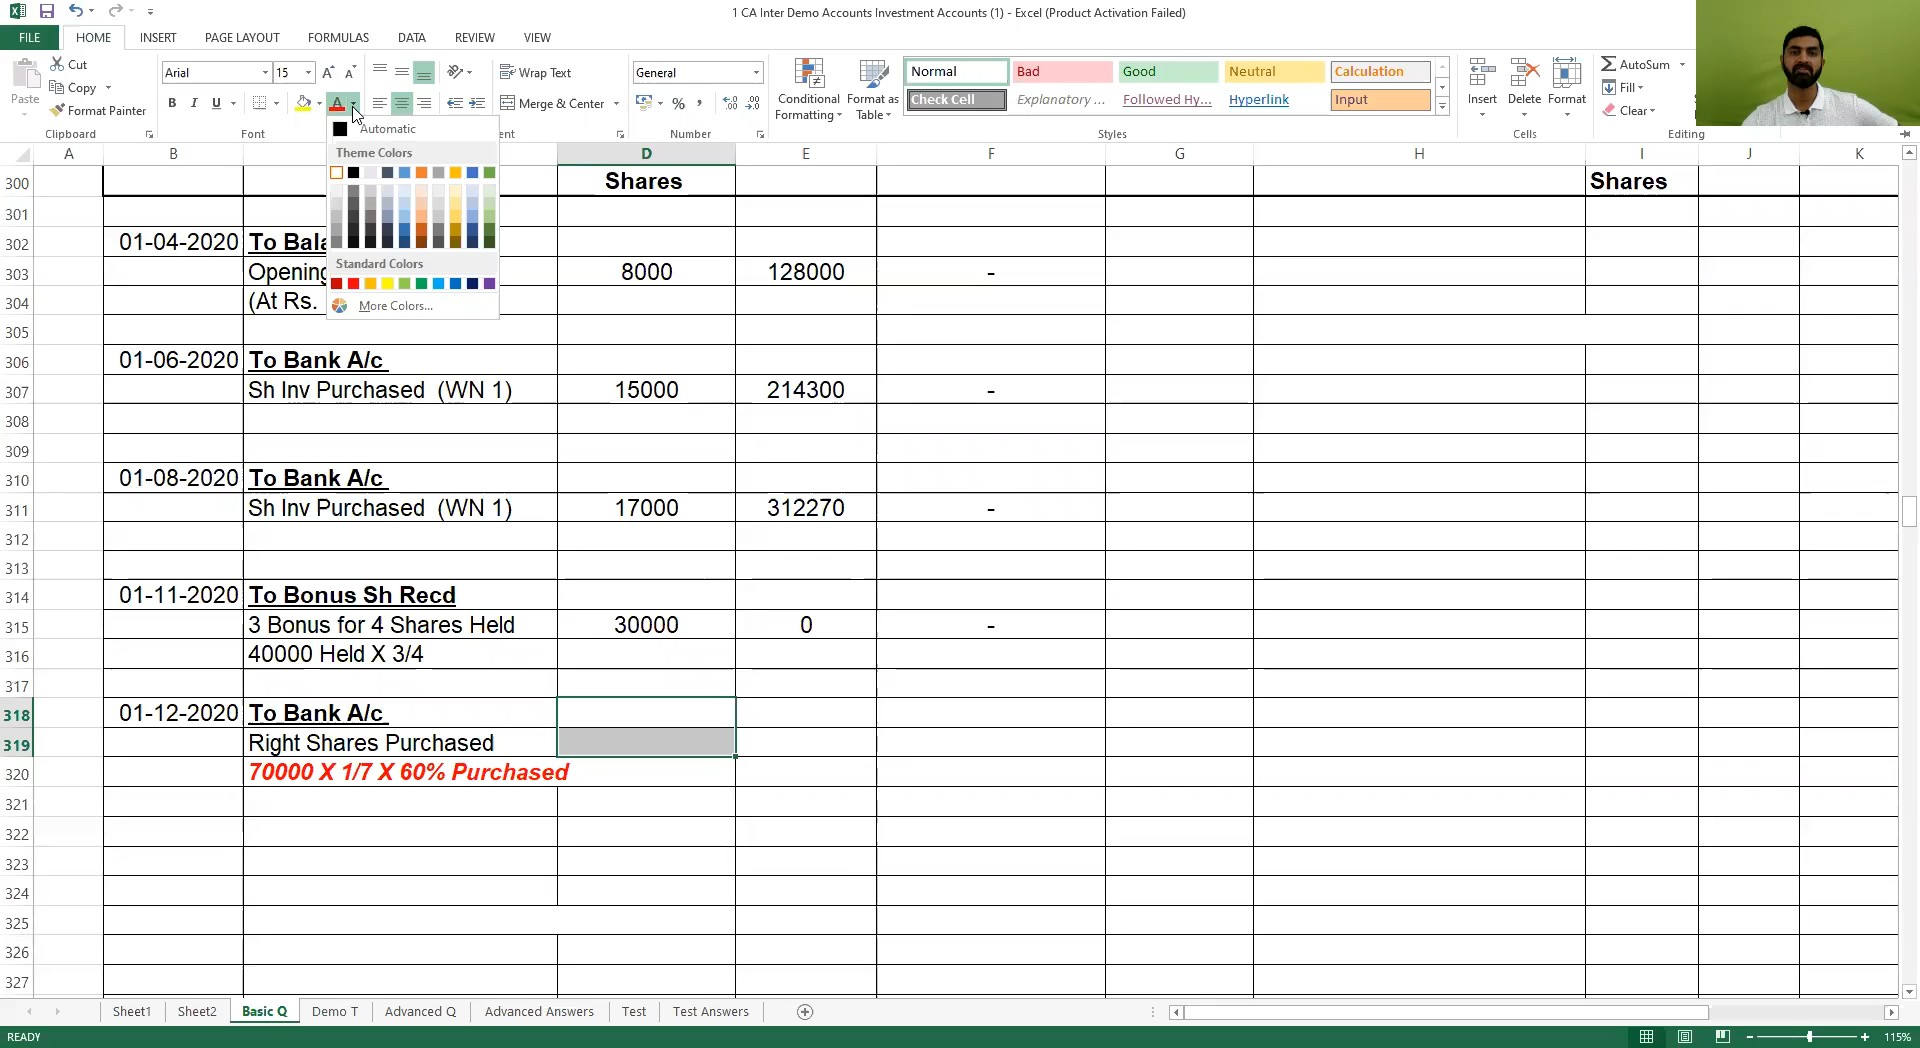 1 CA Inter Demo Accounts Investment Accounts (1) - Excel (Product Activation Failed)
FILE HOME INSERT PAGE LAYOUT FORMULAS DATA REVIEW VIEW
Paste
Cut
Copy
Format Painter
Clipboard
Arial 15
B I U
Font
Wrap Text
Merge & Center
ent
General
%
Number
Conditional Formatting
Format as Table
Normal Bad Good Neutral Calculation
Check Cell Explanatory ... Followed Hy... Hyperlink Input
Styles
Insert Delete Format
Cells
AutoSum
Fill
Clear
Editing
Automatic
Theme Colors
Standard Colors
More Colors...
A B D E F G H I J K
300 Shares Shares
301
302 01-04-2020 To Bala
303 Opening 8000 128000 -
304 (At Rs.
305
306 01-06-2020 To Bank A/c
307 Sh Inv Purchased (WN 1) 15000 214300 -
308
309
310 01-08-2020 To Bank A/c
311 Sh Inv Purchased (WN 1) 17000 312270 -
312
313
314 01-11-2020 To Bonus Sh Recd
315 3 Bonus for 4 Shares Held 30000 0 -
316 40000 Held X 3/4
317
318 01-12-2020 To Bank A/c
319 Right Shares Purchased
320 70000 X 1/7 X 60% Purchased
321
322
323
324
325
326
327
Sheet1 Sheet2 Basic Q Demo T Advanced Q Advanced Answers Test Test Answers
READY 115%